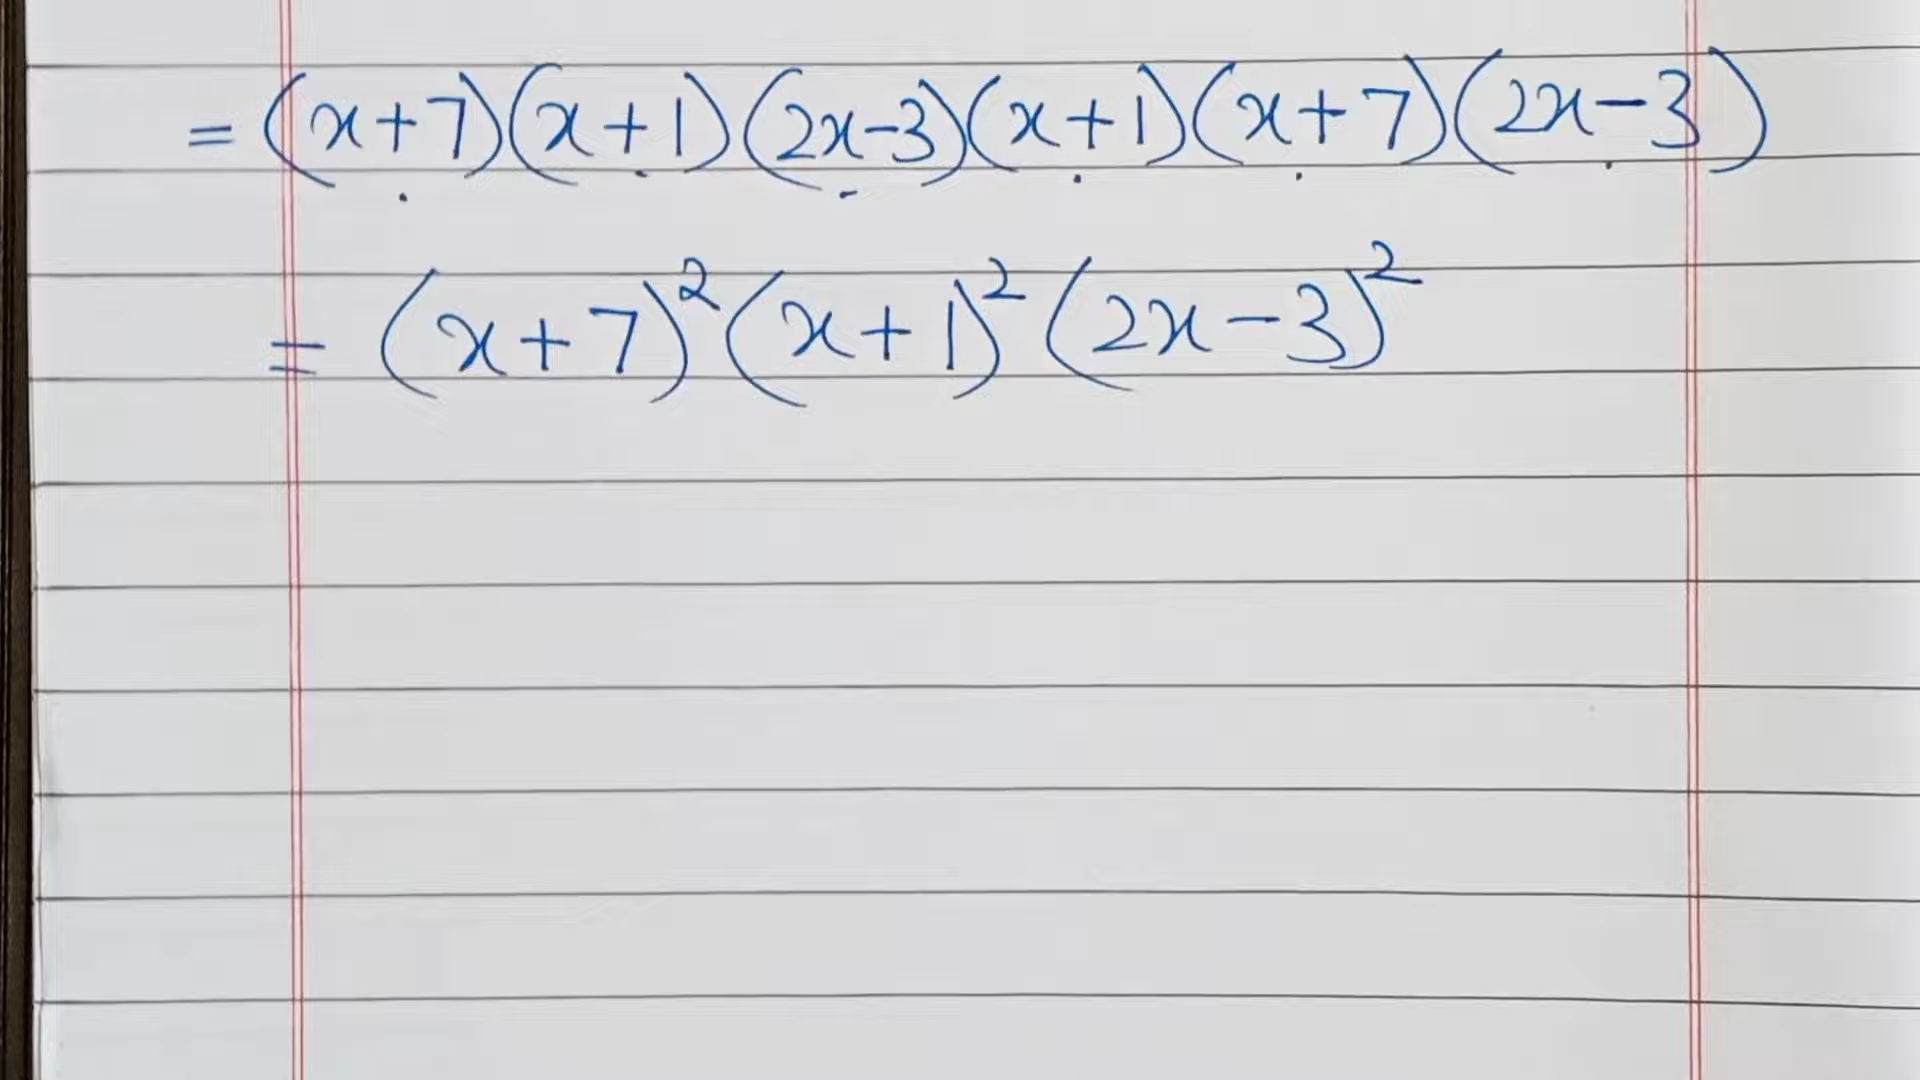 = (x+7)(x+1)(2x-3)(x+1)(x+7)(2x-3)
= (x+7)²(x+1)²(2x-3)²